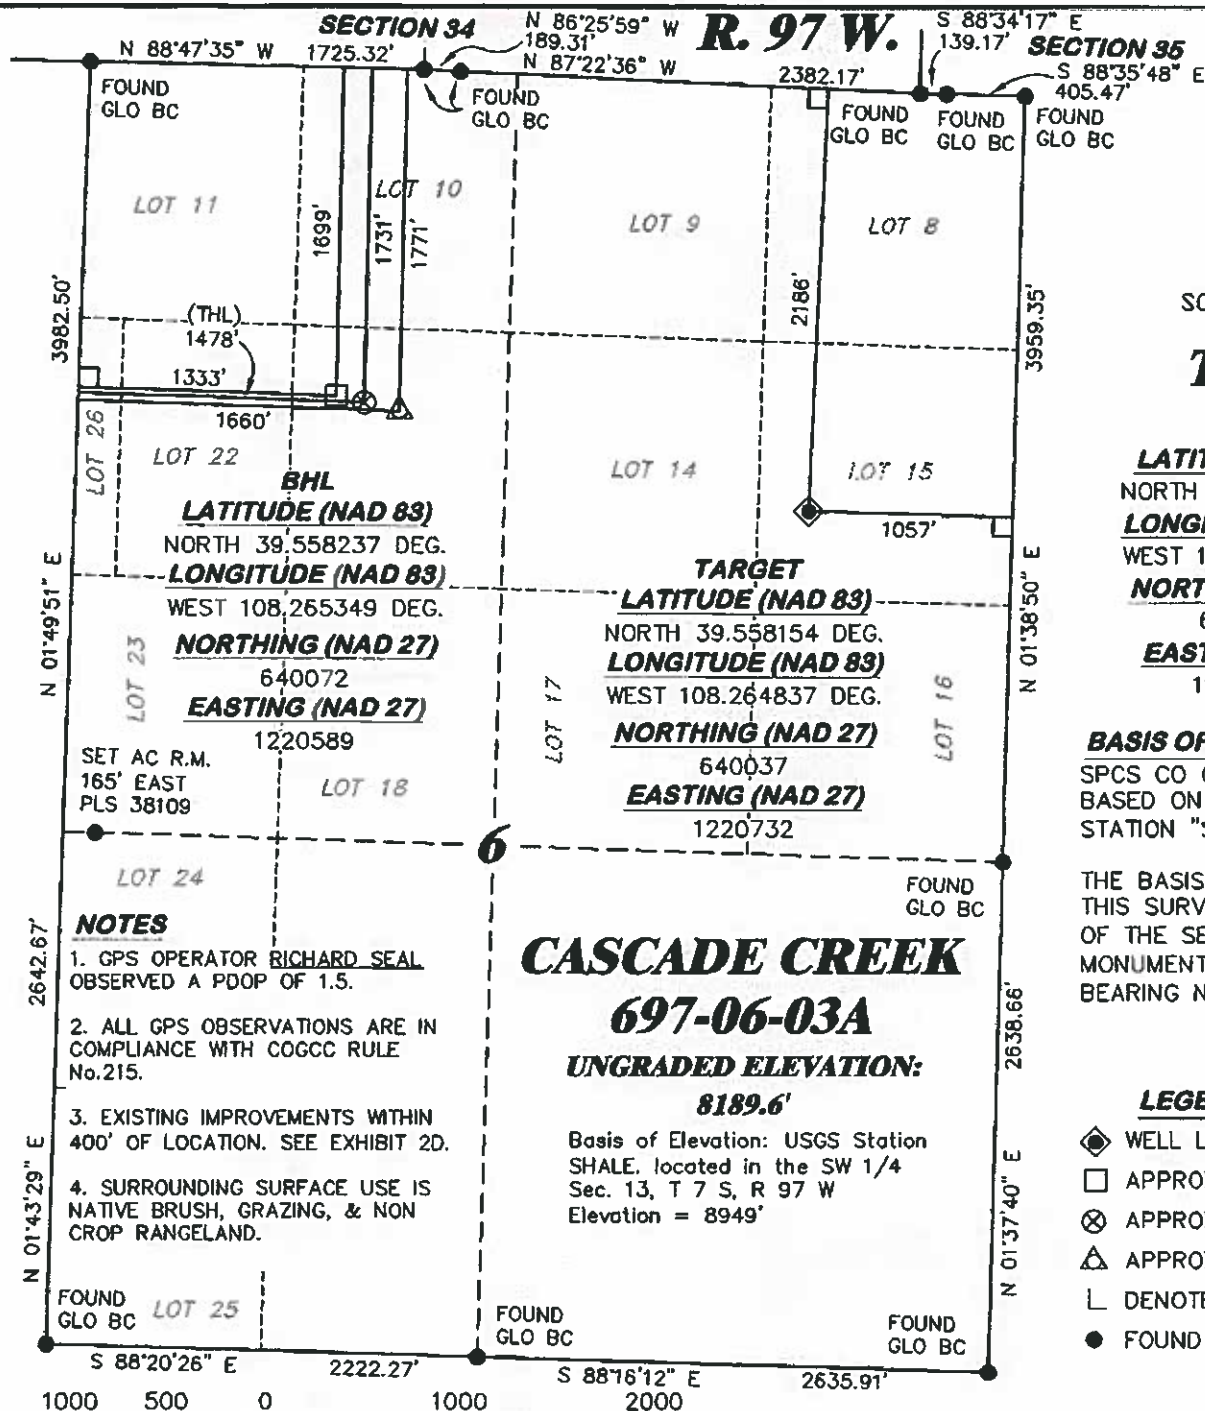 SECTION 34
N 86°25'59" W
189.31'
R. 97 W.
S 88°34'17" E
139.17'
SECTION 35
N 88°47'35" W
1725.32'
N 87°22'36" W
2382.17'
S 88°35'48" E
405.47'
FOUND
GLO BC
FOUND
GLO BC
FOUND
GLO BC
FOUND
GLO BC
FOUND
GLO BC
LOT 11
LOT 10
LOT 9
LOT 8
1699'
1731'
1771'
2186'
3982.50'
3959.35'
(THL)
1478'
1333'
1660'
LOT 26
LOT 22
LOT 14
LOT 15
1057'
BHL
LATITUDE (NAD 83)
NORTH 39.558237 DEG.
LONGITUDE (NAD 83)
WEST 108.265349 DEG.
NORTHING (NAD 27)
640072
EASTING (NAD 27)
1220589
TARGET
LATITUDE (NAD 83)
NORTH 39.558154 DEG.
LONGITUDE (NAD 83)
WEST 108.264837 DEG.
NORTHING (NAD 27)
640037
EASTING (NAD 27)
1220732
N 01°49'51" E
N 01°38'50" E
LOT 23
LOT 17
LOT 16
SET AC R.M.
165' EAST
PLS 38109
LOT 18
6
LOT 24
FOUND
GLO BC
NOTES
1. GPS OPERATOR RICHARD SEAL
OBSERVED A PDOP OF 1.5.
2. ALL GPS OBSERVATIONS ARE IN
COMPLIANCE WITH COGCC RULE
No.215.
3. EXISTING IMPROVEMENTS WITHIN
400' OF LOCATION. SEE EXHIBIT 2D.
4. SURROUNDING SURFACE USE IS
NATIVE BRUSH, GRAZING, & NON
CROP RANGELAND.
CASCADE CREEK
697-06-03A
UNGRADED ELEVATION:
8189.6'
Basis of Elevation: USGS Station
SHALE. located in the SW 1/4
Sec. 13, T 7 S, R 97 W
Elevation = 8949'
2642.67'
N 01°43'29" E
2638.66'
N 01°37'40" E
FOUND
GLO BC
LOT 25
FOUND
GLO BC
FOUND
GLO BC
S 88°20'26" E
2222.27'
S 88°16'12" E
2635.91'
1000 500 0 1000 2000
SC
T
LATIT
NORTH
LONGI
WEST 1
NORT
6
EAST
1
BASIS OF
SPCS CO
BASED ON
STATION "S
THE BASIS
THIS SURV
OF THE SE
MONUMENT
BEARING N
LEGE
WELL L
APPRO
APPRO
APPRO
DENOTE
FOUND